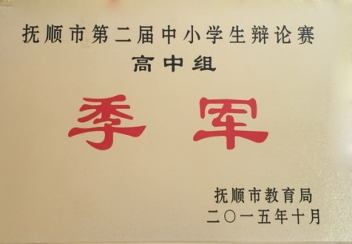 抚顺市第二届中小学生辩论赛
高中组
季军
抚顺市教育局
二〇一五年十月